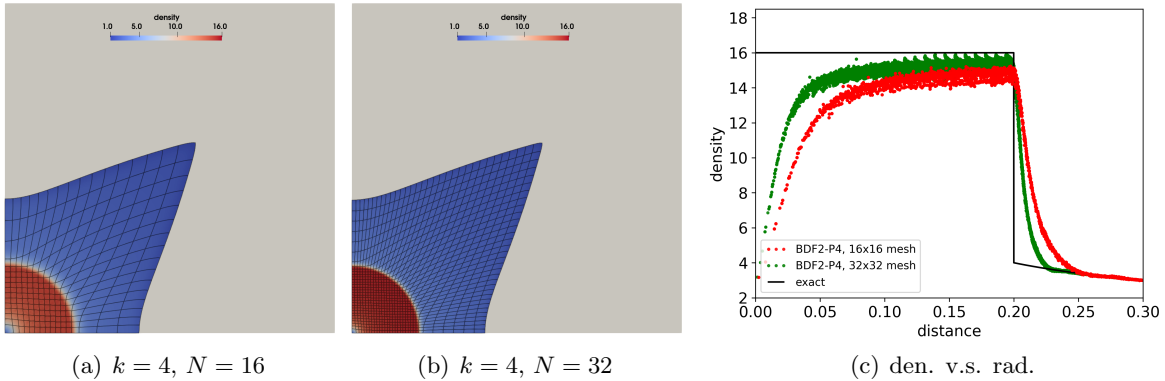 density
1.0 5.0 10.0 16.0
density
1.0 5.0 10.0 16.0
18
16
14
12
10
8
6
4
2
density
0.00 0.05 0.10 0.15 0.20 0.25 0.30
distance
BDF2-P4, 16x16 mesh
BDF2-P4, 32x32 mesh
exact
(a) k = 4, N = 16
(b) k = 4, N = 32
(c) den. v.s. rad.